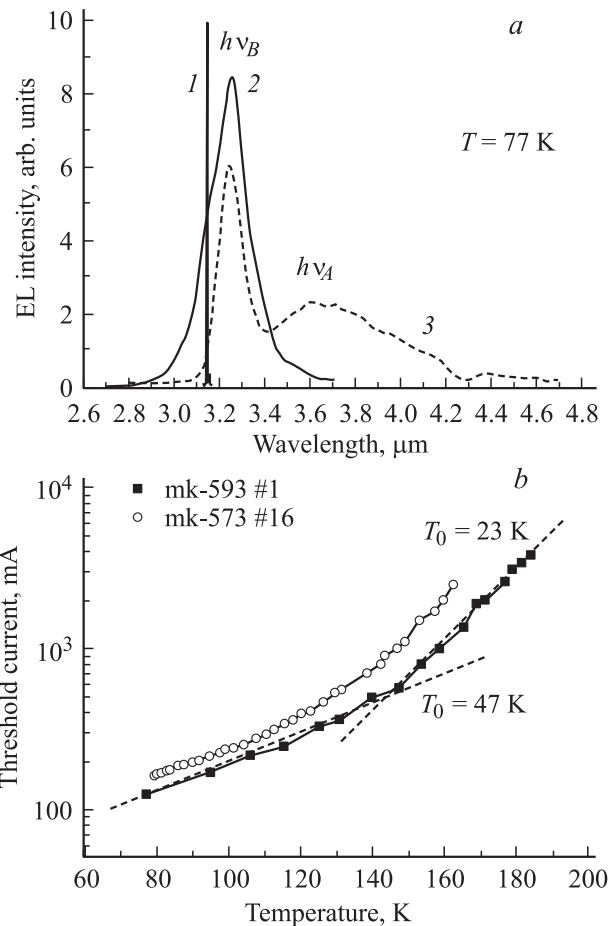 a
10
8
6
4
2
0
EL intensity, arb. units
hν_B
1
2
T = 77 K
hν_A
3
2.6 3.0 3.2 3.4 3.6 3.8 4.0 4.2 4.4 4.6 4.8
Wavelength, μm
b
10^4
10^3
100
Threshold current, mA
mk-593 #1
mk-573 #16
T_0 = 23 K
T_0 = 47 K
60 80 100 120 140 160 180 200
Temperature, K